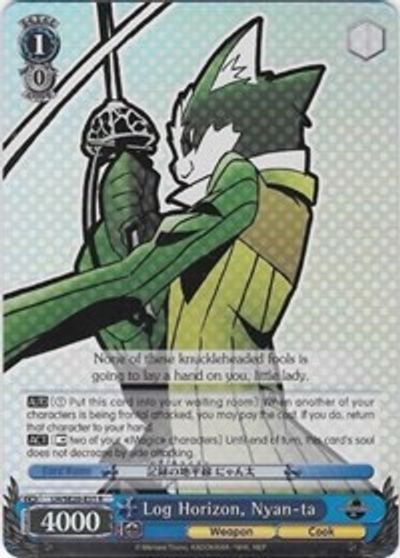 1
0
None of these knuckleheaded fools is
going to lay a hand on you, little lady.
AUTO [① Put this card into your waiting room] When another of your
characters is being frontal attacked, you may pay the cost. If you do, return
that character to your hand.
ACT two of your «Magic» characters] Until end of turn, this card's soul
does not decrease by side attacking.
記録の地平線 にゃん太
4000
Log Horizon, Nyan-ta
Weapon
Cook